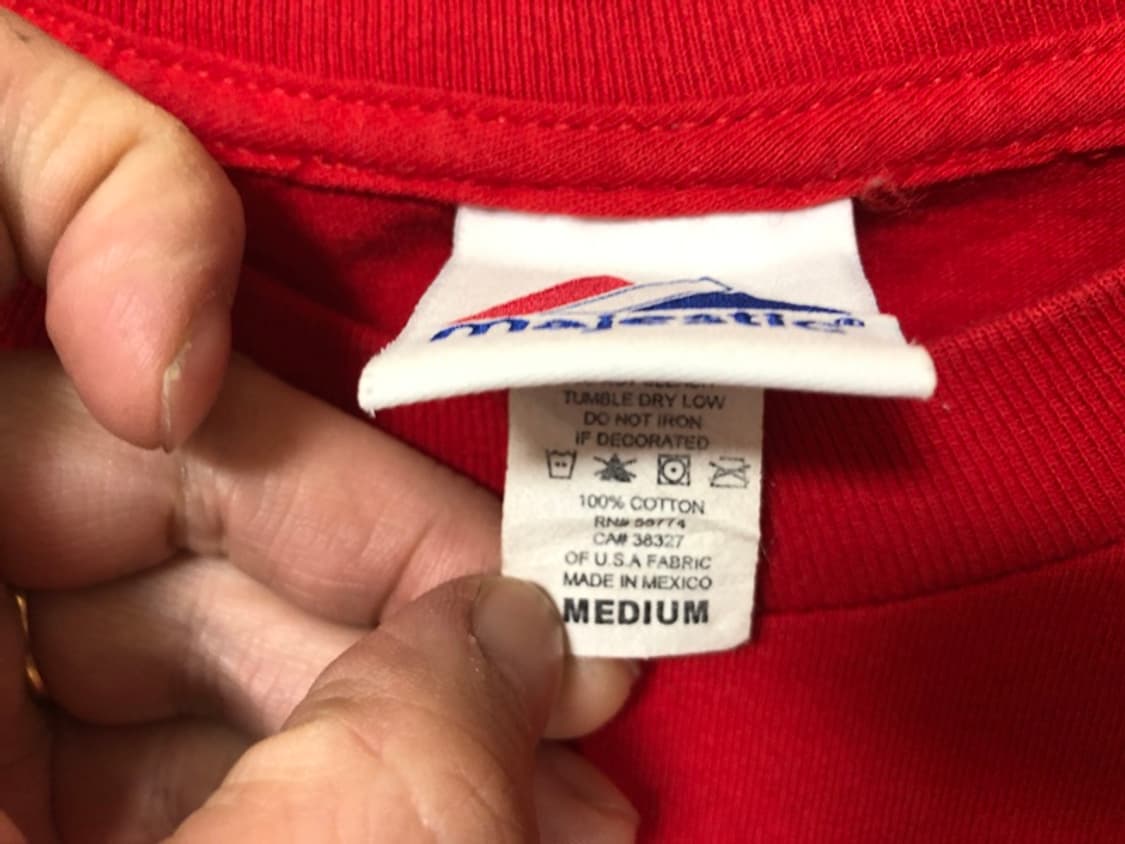 majestic®
TUMBLE DRY LOW
DO NOT IRON
IF DECORATED
100% COTTON
RN#
CA# 38327
OF U.S.A FABRIC
MADE IN MEXICO
MEDIUM